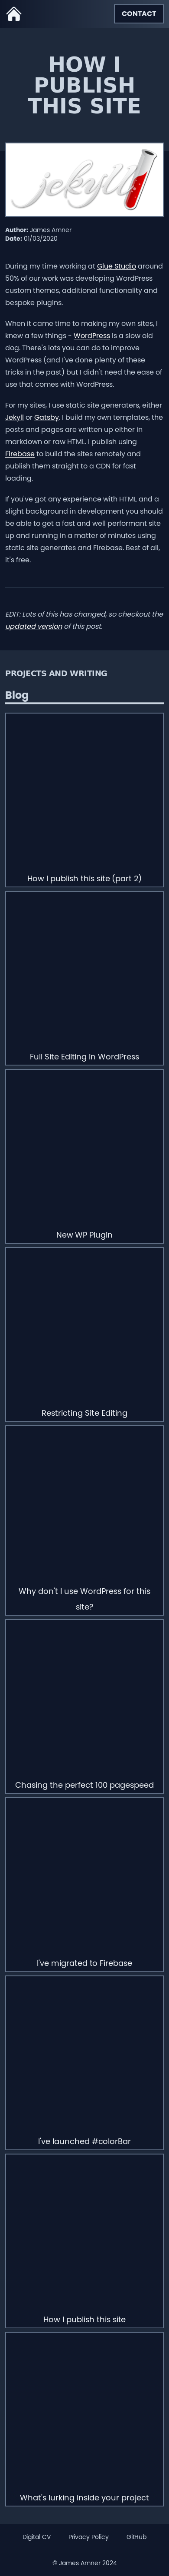 CONTACT
HOW I
PUBLISH
THIS SITE
jekyll
Author: James Amner
Date: 01/03/2020
During my time working at Glue Studio around
50% of our work was developing WordPress
custom themes, additional functionality and
bespoke plugins.
When it came time to making my own sites, I
knew a few things - WordPress is a slow old
dog. There's lots you can do to improve
WordPress (and I've done plenty of these
tricks in the past) but I didn't need the ease of
use that comes with WordPress.
For my sites, I use static site generators, either
Jekyll or Gatsby. I build my own templates, the
posts and pages are written up either in
markdown or raw HTML. I publish using
Firebase to build the sites remotely and
publish them straight to a CDN for fast
loading.
If you've got any experience with HTML and a
slight background in development you should
be able to get a fast and well performant site
up and running in a matter of minutes using
static site generates and Firebase. Best of all,
it's free.
EDIT: Lots of this has changed, so checkout the
updated version of this post.
PROJECTS AND WRITING
Blog
How I publish this site (part 2)
Full Site Editing in WordPress
New WP Plugin
Restricting Site Editing
Why don't I use WordPress for this
site?
Chasing the perfect 100 pagespeed
I've migrated to Firebase
I've launched #colorBar
How I publish this site
What's lurking inside your project
Digital CV Privacy Policy GitHub
© James Amner 2024